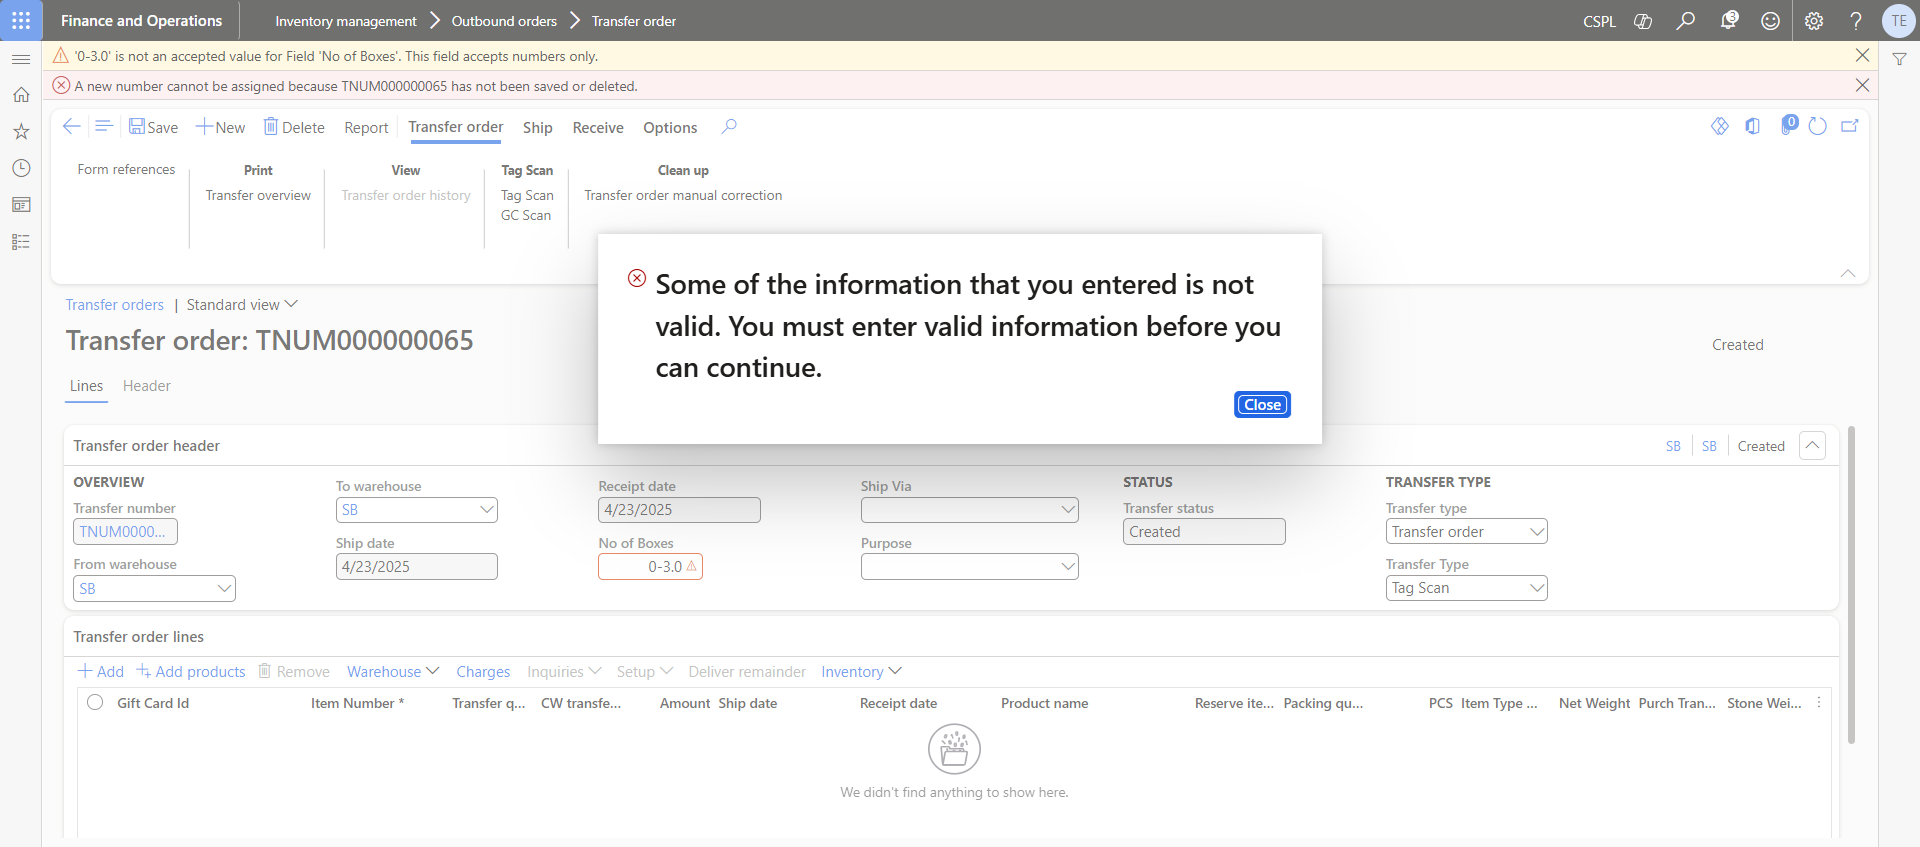 Finance and Operations
Inventory management > Outbound orders > Transfer order
CSPL
3
?
TE
'0-3.0' is not an accepted value for Field 'No of Boxes'. This field accepts numbers only.
A new number cannot be assigned because TNUM000000065 has not been saved or deleted.
Save
New
Delete
Report
Transfer order
Ship
Receive
Options
0
Form references
Print
Transfer overview
View
Transfer order history
Tag Scan
Tag Scan
GC Scan
Clean up
Transfer order manual correction
Some of the information that you entered is not
valid. You must enter valid information before you
can continue.
Close
Transfer orders | Standard view
Transfer order: TNUM000000065
Created
Lines
Header
Transfer order header
SB
SB
Created
OVERVIEW
Transfer number
TNUM0000...
From warehouse
SB
To warehouse
SB
Ship date
4/23/2025
Receipt date
4/23/2025
No of Boxes
0-3.0
Ship Via
Purpose
STATUS
Transfer status
Created
TRANSFER TYPE
Transfer type
Transfer order
Transfer Type
Tag Scan
Transfer order lines
Add
Add products
Remove
Warehouse
Charges
Inquiries
Setup
Deliver remainder
Inventory
Gift Card Id
Item Number *
Transfer q...
CW transfe...
Amount
Ship date
Receipt date
Product name
Reserve ite...
Packing qu...
PCS
Item Type ...
Net Weight
Purch Tran...
Stone Wei...
We didn't find anything to show here.